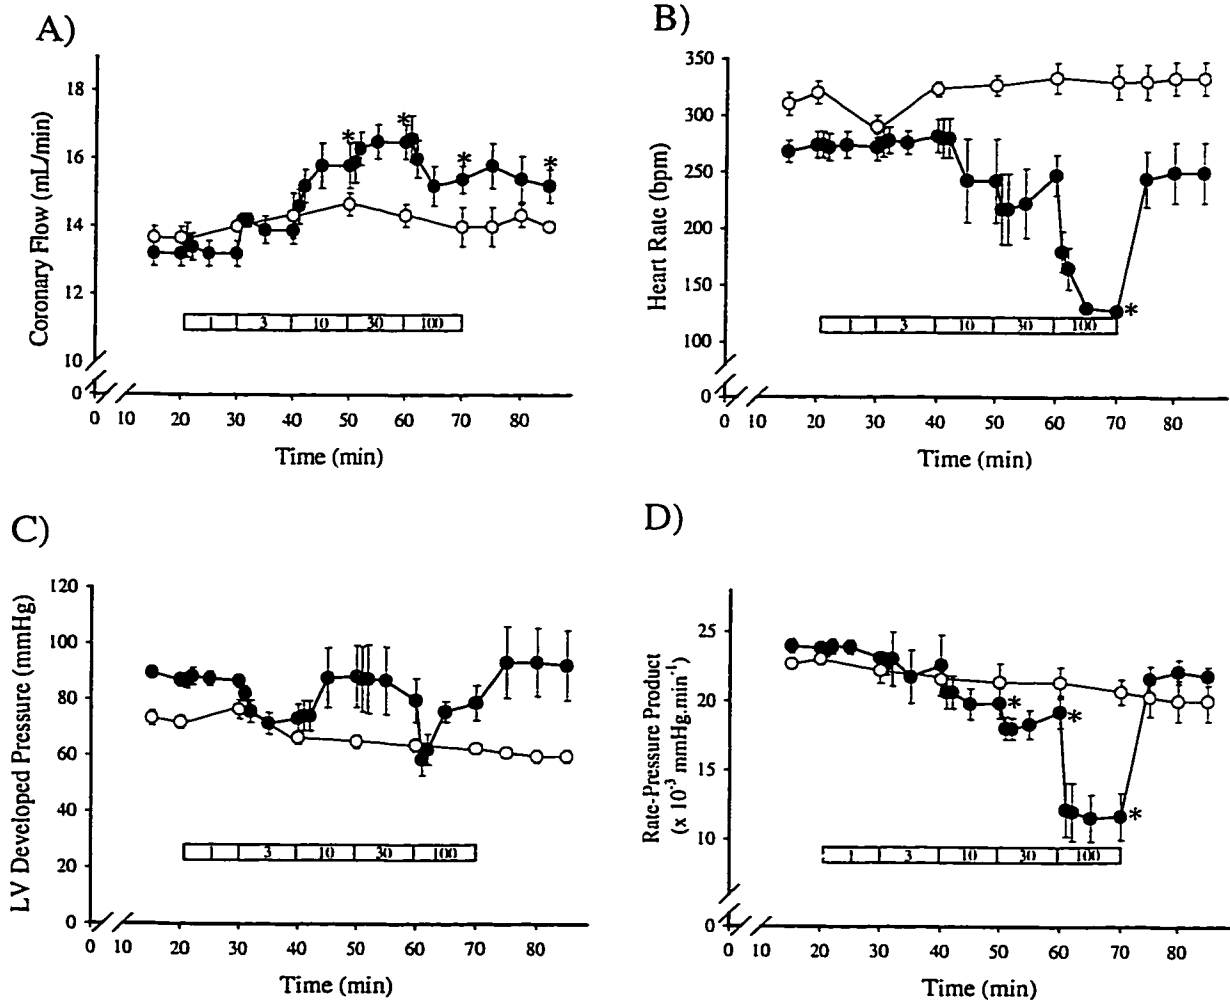 A)
18
16
14
12
10
0
Coronary Flow (mL/min)
* * * *
1 3 10 30 100
0 10 20 30 40 50 60 70 80
Time (min)
B)
350
300
250
200
150
100
0
Heart Rate (bpm)
*
1 3 10 30 100
0 10 20 30 40 50 60 70 80
Time (min)
C)
120
100
80
60
40
20
0
LV Developed Pressure (mmHg)
1 3 10 30 100
0 10 20 30 40 50 60 70 80
Time (min)
D)
25
20
15
10
0
Rate-Pressure Product
(x 10⁻³ mmHg.min⁻¹)
* * *
1 3 10 30 100
0 10 20 30 40 50 60 70 80
Time (min)